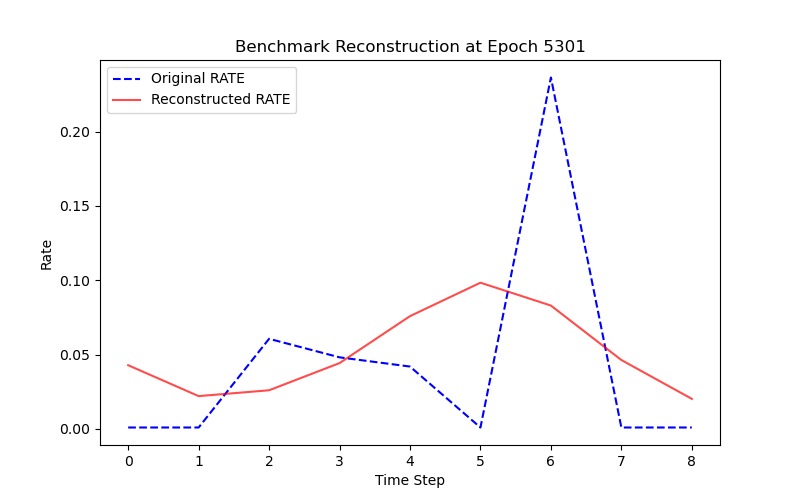 Benchmark Reconstruction at Epoch 5301
Original RATE
Reconstructed RATE
0.20
0.15
0.10
0.05
0.00
Rate
0 1 2 3 4 5 6 7 8
Time Step